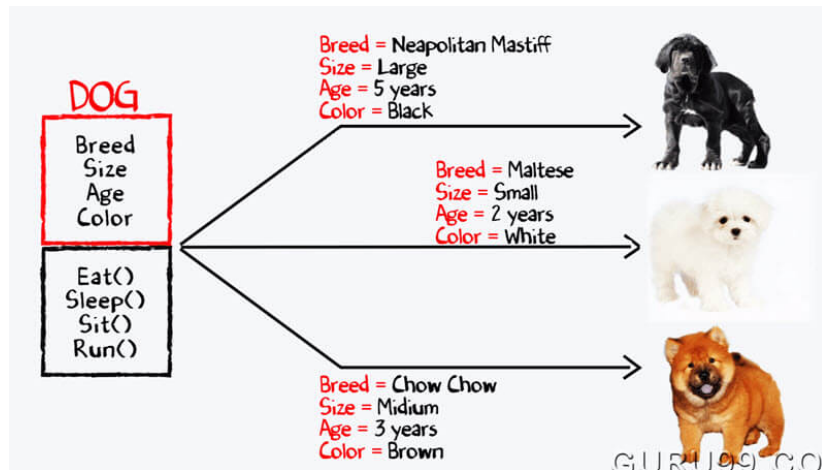 DOG
Breed
Size
Age
Color
Eat()
Sleep()
Sit()
Run()
Breed = Neapolitan Mastiff
Size = Large
Age = 5 years
Color = Black
Breed = Maltese
Size = Small
Age = 2 years
Color = White
Breed = Chow Chow
Size = Midium
Age = 3 years
Color = Brown
GURU99.CO